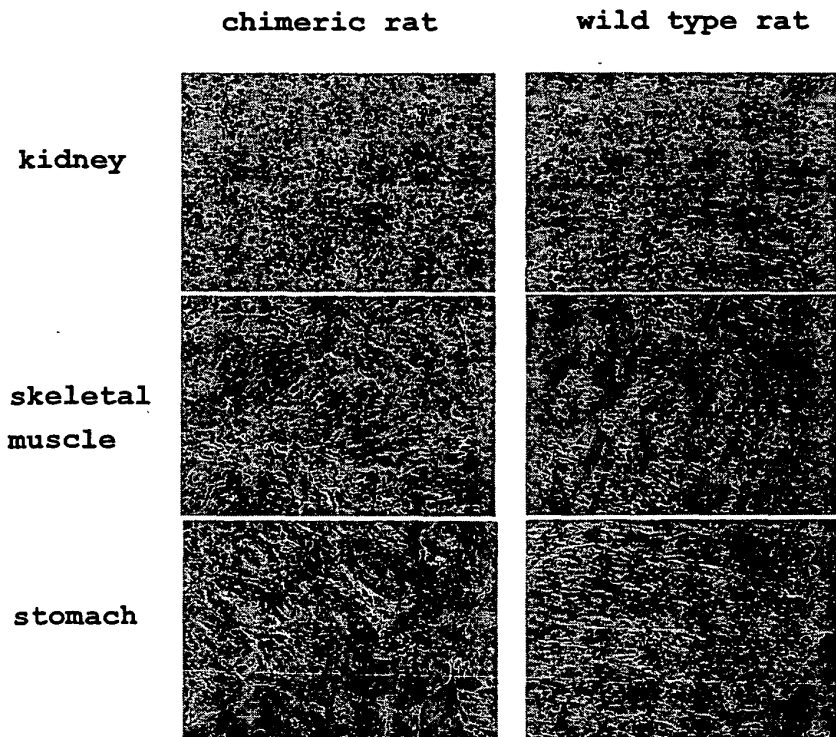 chimeric rat
wild type rat
kidney
skeletal
muscle
stomach